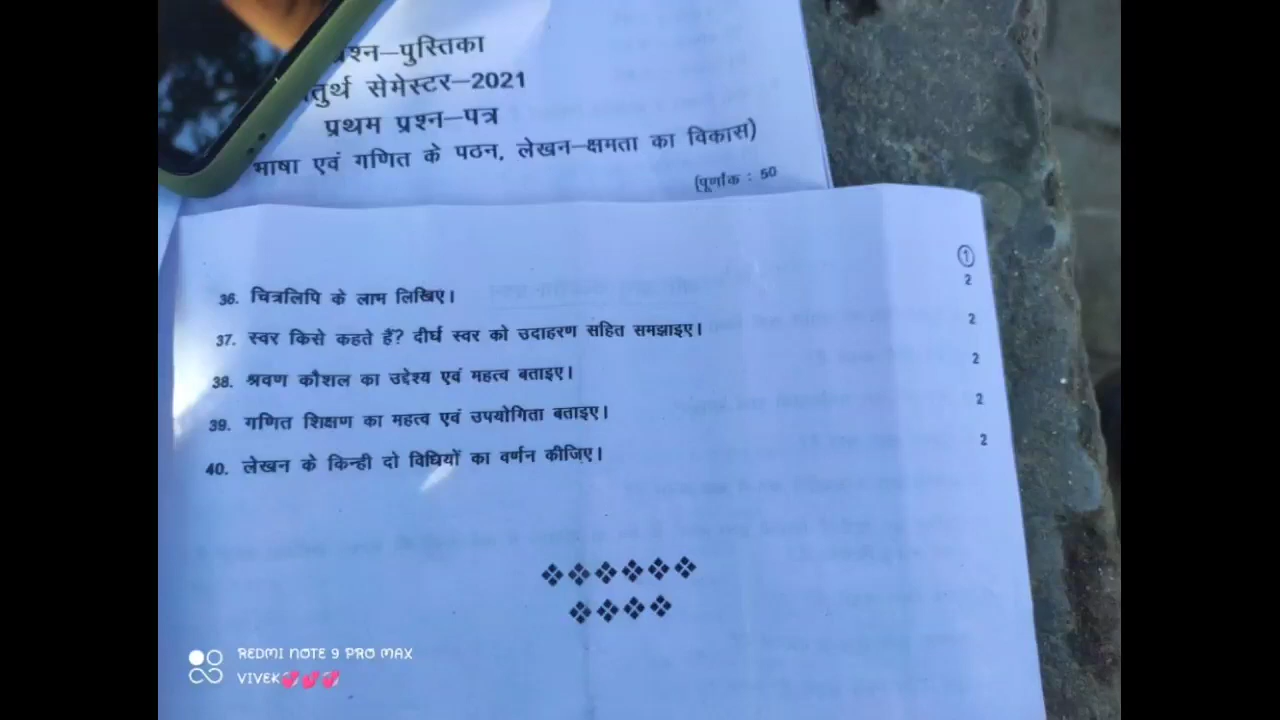 प्रश्न–पुस्तिका
चतुर्थ सेमेस्टर–2021
प्रथम प्रश्न–पत्र
भाषा एवं गणित के पठन, लेखन–क्षमता का विकास)
(पूर्णांक : 50
1
36. चित्रलिपि के लाभ लिखिए। 2
37. स्वर किसे कहते हैं? दीर्घ स्वर को उदाहरण सहित समझाइए। 2
38. श्रवण कौशल का उद्देश्य एवं महत्व बताइए। 2
39. गणित शिक्षण का महत्व एवं उपयोगिता बताइए। 2
40. लेखन के किन्ही दो विधियों का वर्णन कीजिए। 2
REDMI NOTE 9 PRO MAX
VIVEK